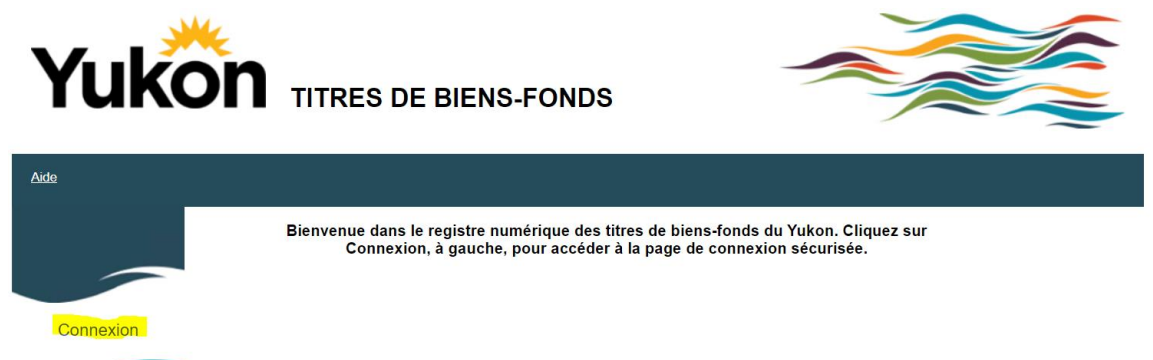 Yukon
TITRES DE BIENS-FONDS
Aide
Bienvenue dans le registre numérique des titres de biens-fonds du Yukon. Cliquez sur
Connexion, à gauche, pour accéder à la page de connexion sécurisée.
Connexion